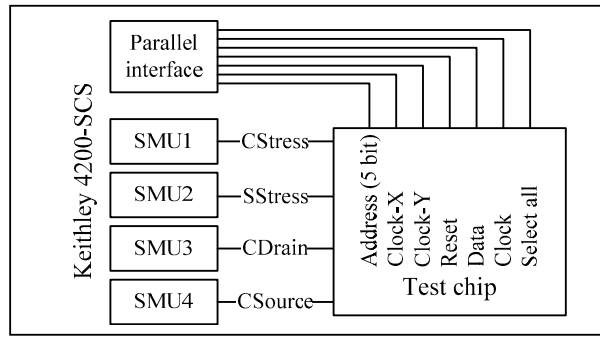 Keithley 4200-SCS
Parallel
interface
SMU1
CStress
SMU2
SStress
SMU3
CDrain
SMU4
CSource
Address (5 bit)
Clock-X
Clock-Y
Reset
Data
Clock
Select all
Test chip